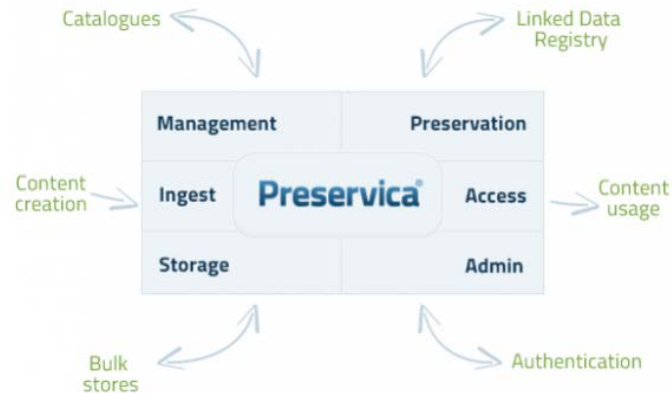 Catalogues
Linked Data
Registry
Management
Preservation
Content
creation
Ingest
Preservica®
Access
Content
usage
Storage
Admin
Bulk
stores
Authentication